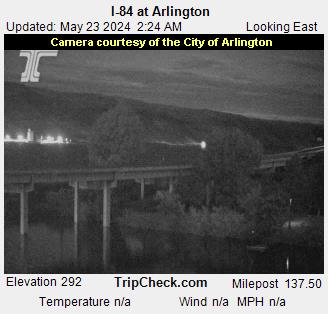 I-84 at Arlington
Updated: May 23 2024 2:24 AM Looking East
Camera courtesy of the City of Arlington
Elevation 292 TripCheck.com Milepost 137.50
Temperature n/a Wind n/a MPH n/a